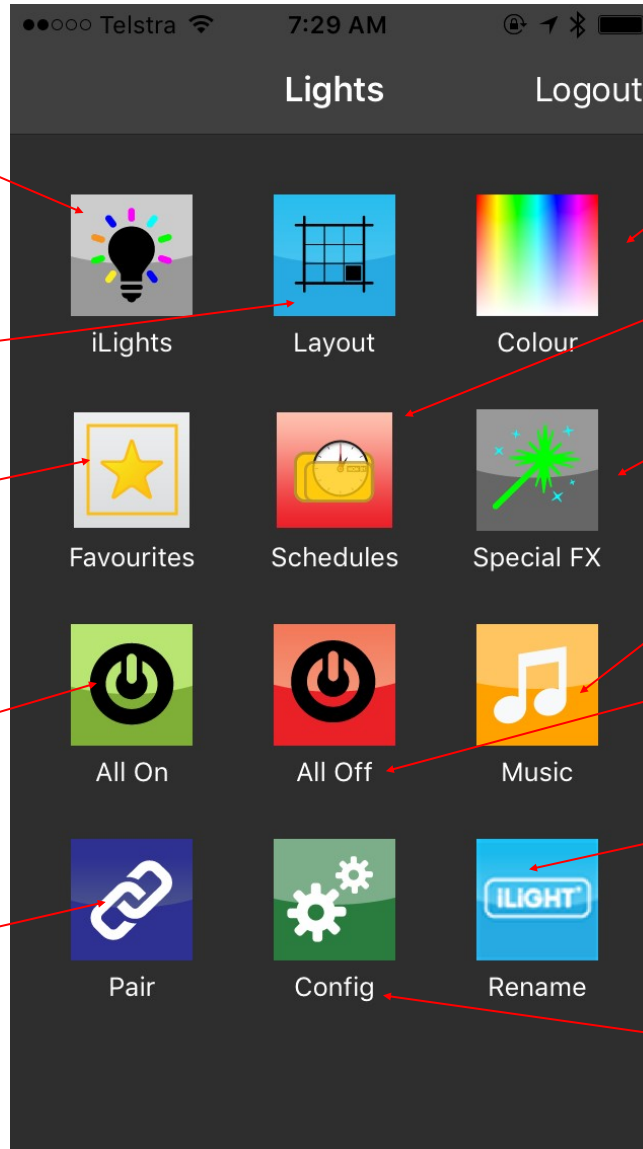 Telstra 7:29 AM
Lights Logout
iLights Layout Colour
Favourites Schedules Special FX
All On All Off Music
ILIGHT
Pair Config Rename